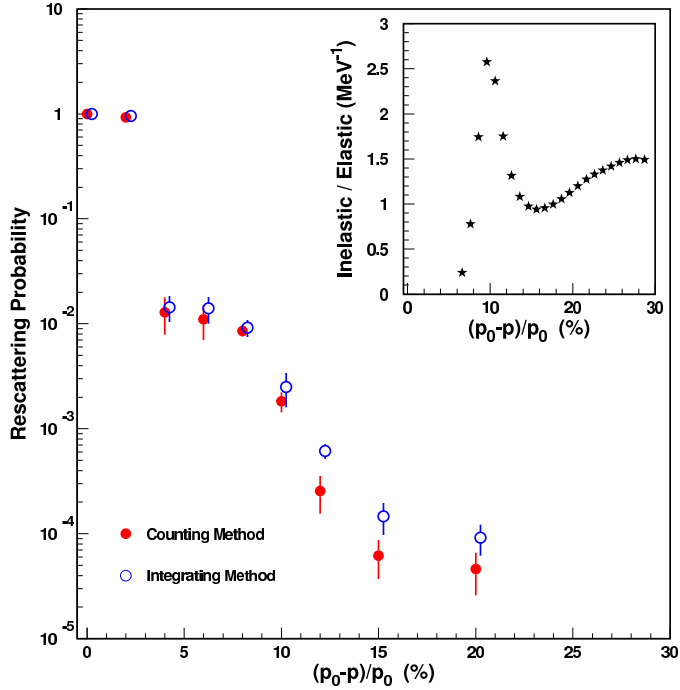 10
1
10⁻¹
10⁻²
10⁻³
10⁻⁴
10⁻⁵
Rescattering Probability
0 5 10 15 20 25 30
(p₀-p)/p₀ (%)
Counting Method
Integrating Method
3
2.5
2
1.5
1
0.5
0
Inelastic / Elastic (MeV⁻¹)
0 10 20 30
(p₀-p)/p₀ (%)